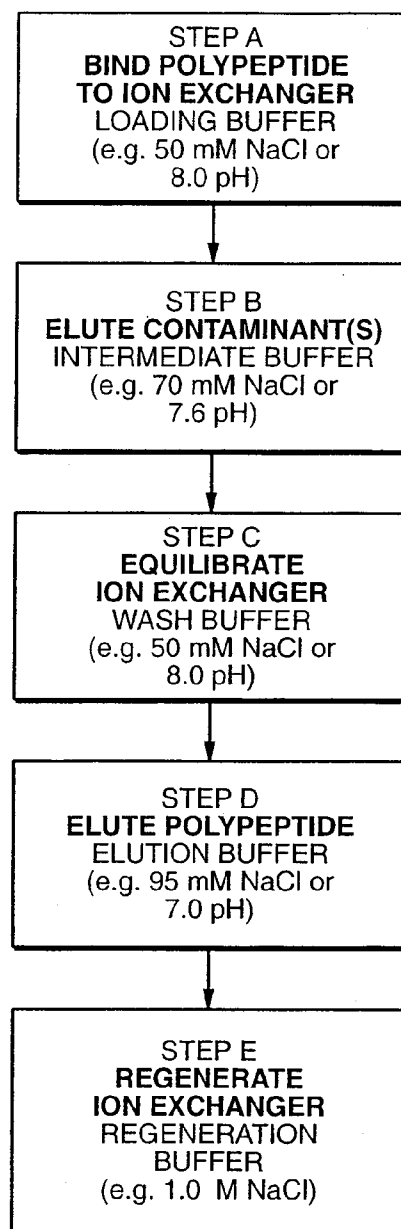 STEP A
BIND POLYPEPTIDE
TO ION EXCHANGER
LOADING BUFFER
(e.g. 50 mM NaCl or
8.0 pH)
STEP B
ELUTE CONTAMINANT(S)
INTERMEDIATE BUFFER
(e.g. 70 mM NaCl or
7.6 pH)
STEP C
EQUILIBRATE
ION EXCHANGER
WASH BUFFER
(e.g. 50 mM NaCl or
8.0 pH)
STEP D
ELUTE POLYPEPTIDE
ELUTION BUFFER
(e.g. 95 mM NaCl or
7.0 pH)
STEP E
REGENERATE
ION EXCHANGER
REGENERATION
BUFFER
(e.g. 1.0 M NaCl)